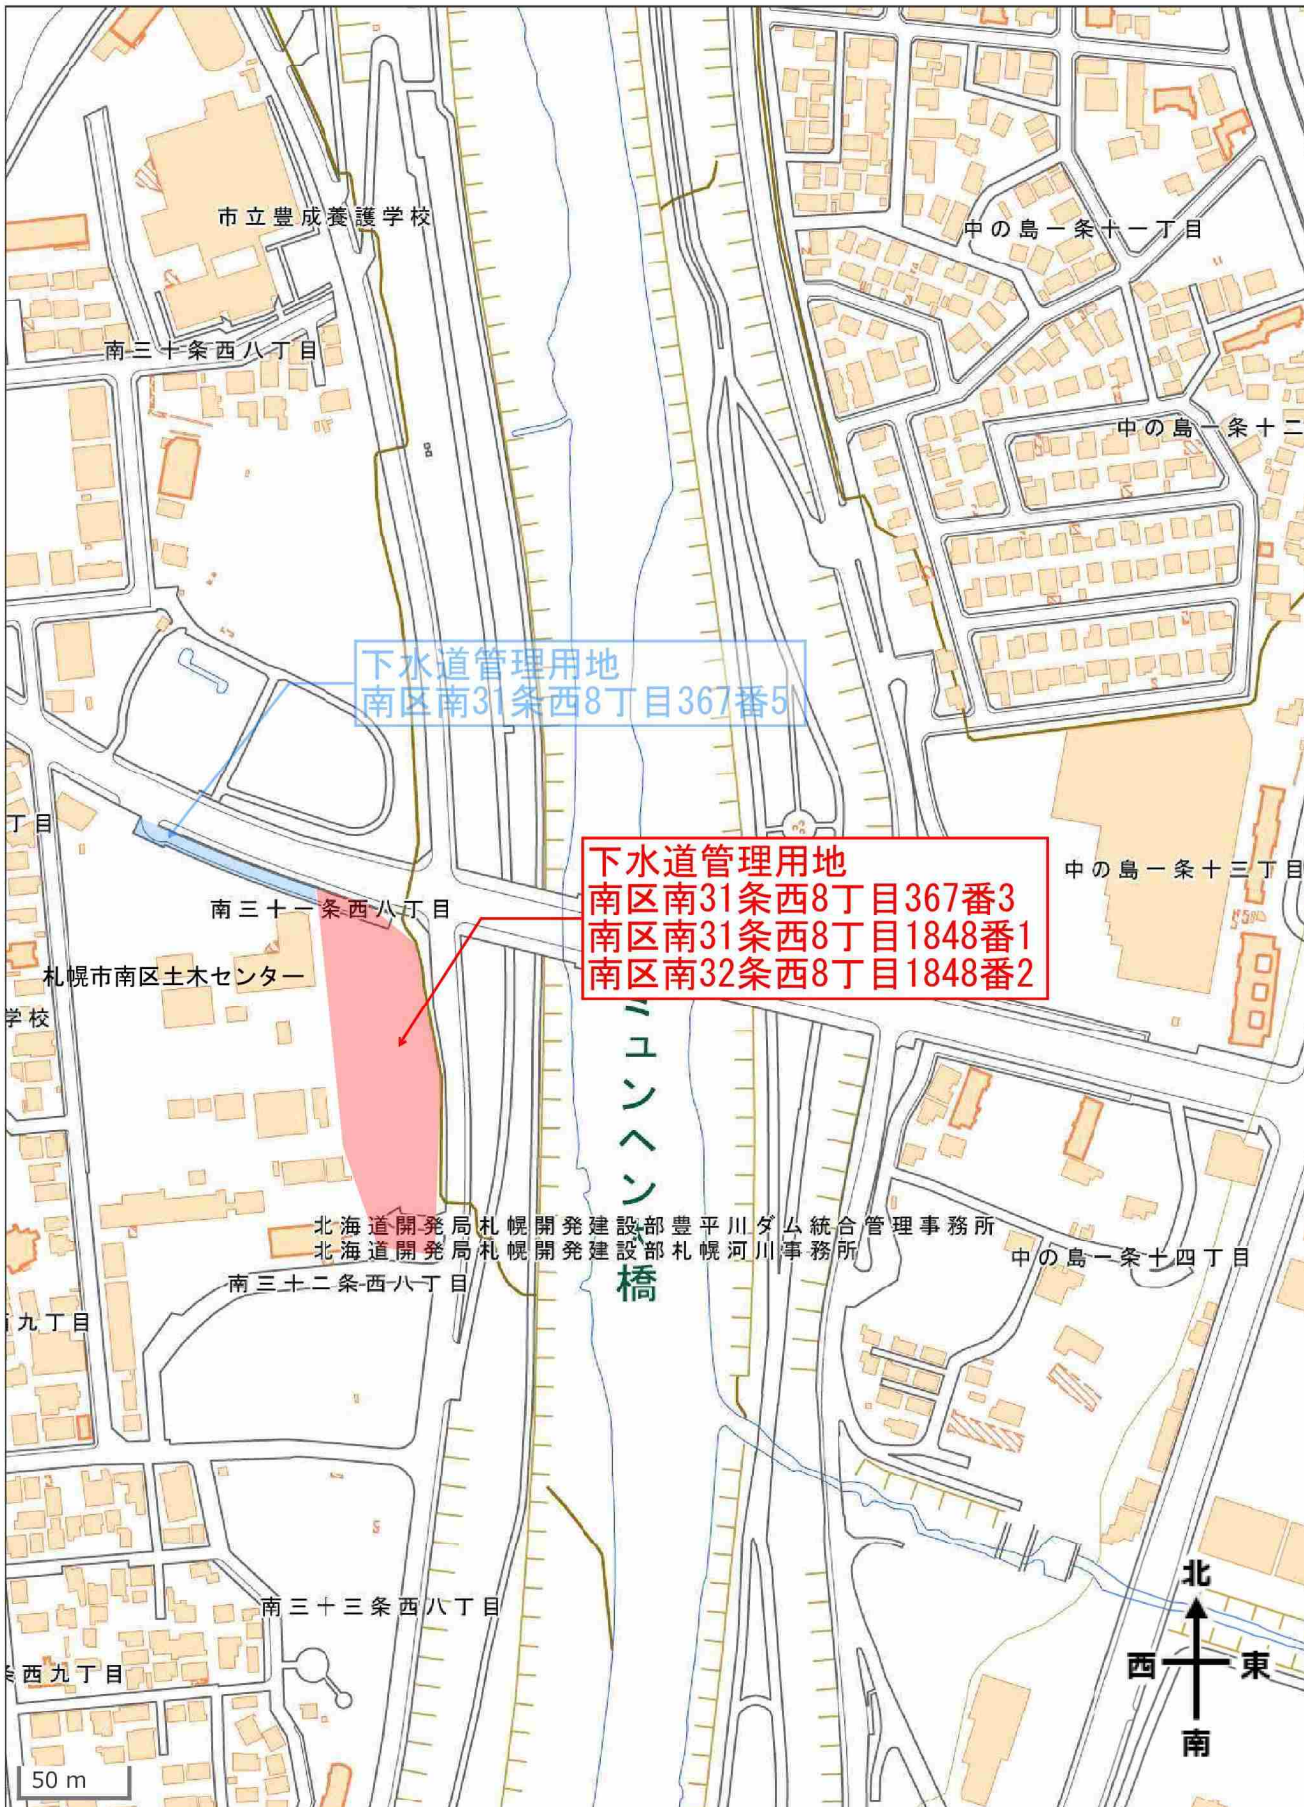 市立豊成養護学校
中の島一条十一丁目
南三十条西八丁目
中の島一条十二
下水道管理用地
南区南31条西8丁目367番5
丁目
下水道管理用地
南区南31条西8丁目367番3
南区南31条西8丁目1848番1
南区南32条西8丁目1848番2
中の島一条十三丁目
南三十一条西八丁目
札幌市南区土木センター
学校
ミュンヘン
橋
北海道開発局札幌開発建設部豊平川ダム統合管理事務所
北海道開発局札幌開発建設部札幌河川事務所
中の島一条十四丁目
南三十二条西八丁目
九丁目
南三十三条西八丁目
条西九丁目
北
西
東
南
50 m